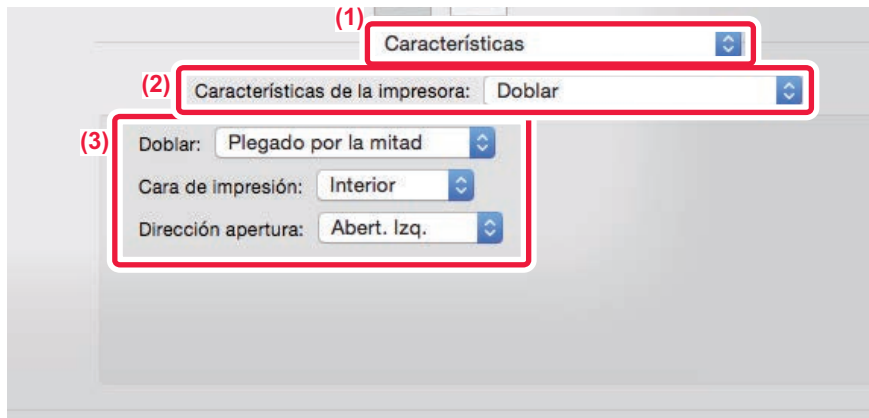 (1)
Características
(2)
Características de la impresora: Doblar
(3)
Doblar: Plegado por la mitad
Cara de impresión: Interior
Dirección apertura: Abert. Izq.